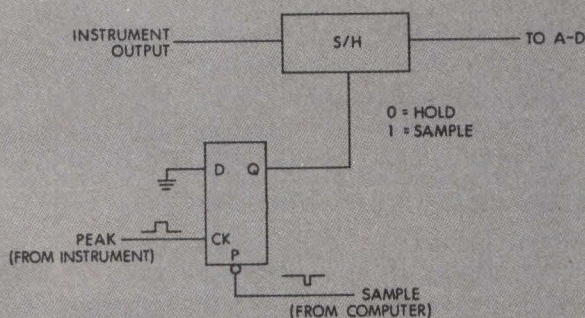 INSTRUMENT
OUTPUT
S/H
TO A-D
0 = HOLD
1 = SAMPLE
D Q
PEAK
(FROM INSTRUMENT)
CK
P
SAMPLE
(FROM COMPUTER)